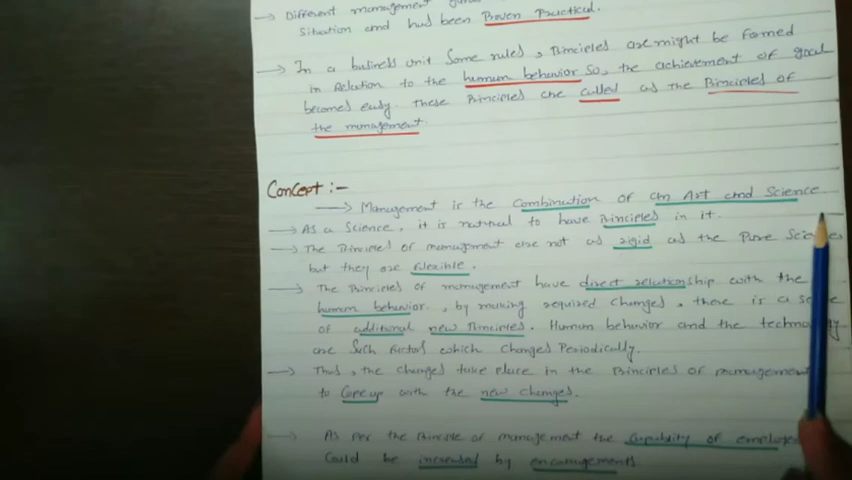 → Different management
situation and had been Proven Practical.
→ In a business unit Some rules, Principles are might be formed
in Relation to the human behavior So, the achievement of goal
becomes easy. These Principles are called as the Principles of
the management.
Concept :-
→ Management is the Combination of an Art and Science
→ As a Science, it is natural to have Principles in it.
→ The Principles of management are not as rigid as the Pure Sciences
but they are flexible.
→ The Principles of management have direct relationship with the
human behavior, by making required changes, there is a
of additional new Principles. Human behavior and the technology
are Such factors which changes Periodically.
→ Thus, the changes take place in the Principles of management
to Cope up with the new changes.
→ As Per the Principle of management the Capability of
Could be increased by encouragements.